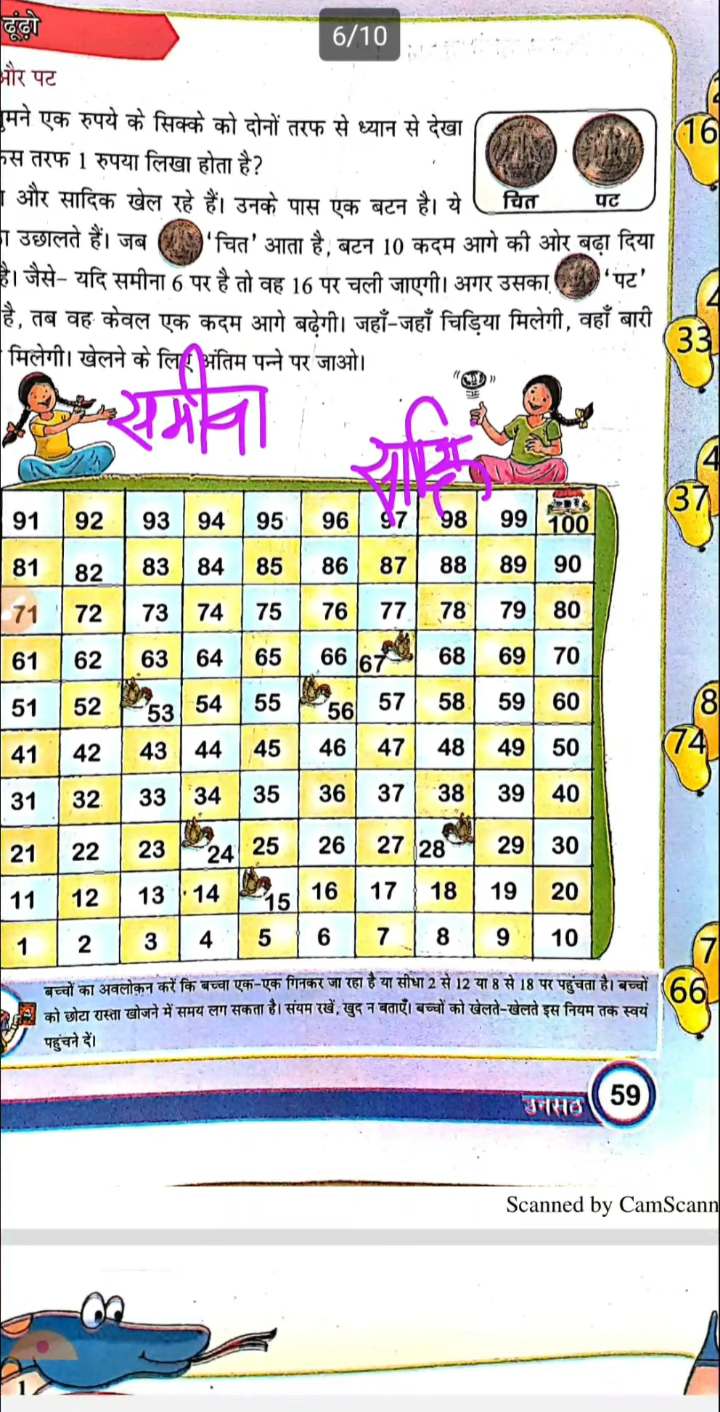 ढूंढ़ो
6/10
और पट
तुमने एक रुपये के सिक्के को दोनों तरफ से ध्यान से देखा
किस तरफ 1 रुपया लिखा होता है?
और सादिक खेल रहे हैं। उनके पास एक बटन है। ये
उछालते हैं। जब 'चित' आता है, बटन 10 कदम आगे की ओर बढ़ा दिया
है। जैसे- यदि समीना 6 पर है तो वह 16 पर चली जाएगी। अगर उसका 'पट'
है, तब वह केवल एक कदम आगे बढ़ेगी। जहाँ-जहाँ चिड़िया मिलेगी, वहाँ बारी
मिलेगी। खेलने के लिए अंतिम पन्ने पर जाओ।
चित पट
समीना
91 92 93 94 95 96 97 98 99 100
81 82 83 84 85 86 87 88 89 90
71 72 73 74 75 76 77 78 79 80
61 62 63 64 65 66 67 68 69 70
51 52 53 54 55 56 57 58 59 60
41 42 43 44 45 46 47 48 49 50
31 32 33 34 35 36 37 38 39 40
21 22 23 24 25 26 27 28 29 30
11 12 13 14 15 16 17 18 19 20
1 2 3 4 5 6 7 8 9 10
16
33
4
37
8
74
7
66
बच्चों का अवलोक़न करें कि बच्चा एक-एक गिनकर जा रहा है या सीधा 2 से 12 या 8 से 18 पर पहुंचता है। बच्चों
को छोटा रास्ता खोजने में समय लग सकता है। संयम रखें, खुद न बताएँ। बच्चों को खेलते-खेलते इस नियम तक स्वयं
पहुंचने दें।
उनसठ 59
Scanned by CamScann
1